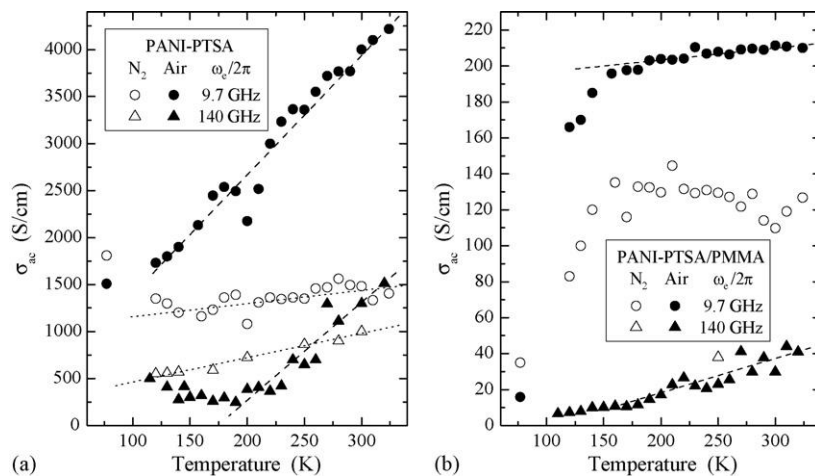 PANI-PTSA
N₂ Air ωₑ/2π
9.7 GHz
140 GHz
4000
3500
3000
2500
2000
1500
1000
500
0
σac (S/cm)
100 150 200 250 300
Temperature (K)
(a)
PANI-PTSA/PMMA
N₂ Air ωₑ/2π
9.7 GHz
140 GHz
200
180
160
140
120
100
80
60
40
20
0
σac (S/cm)
50 100 150 200 250 300
Temperature (K)
(b)